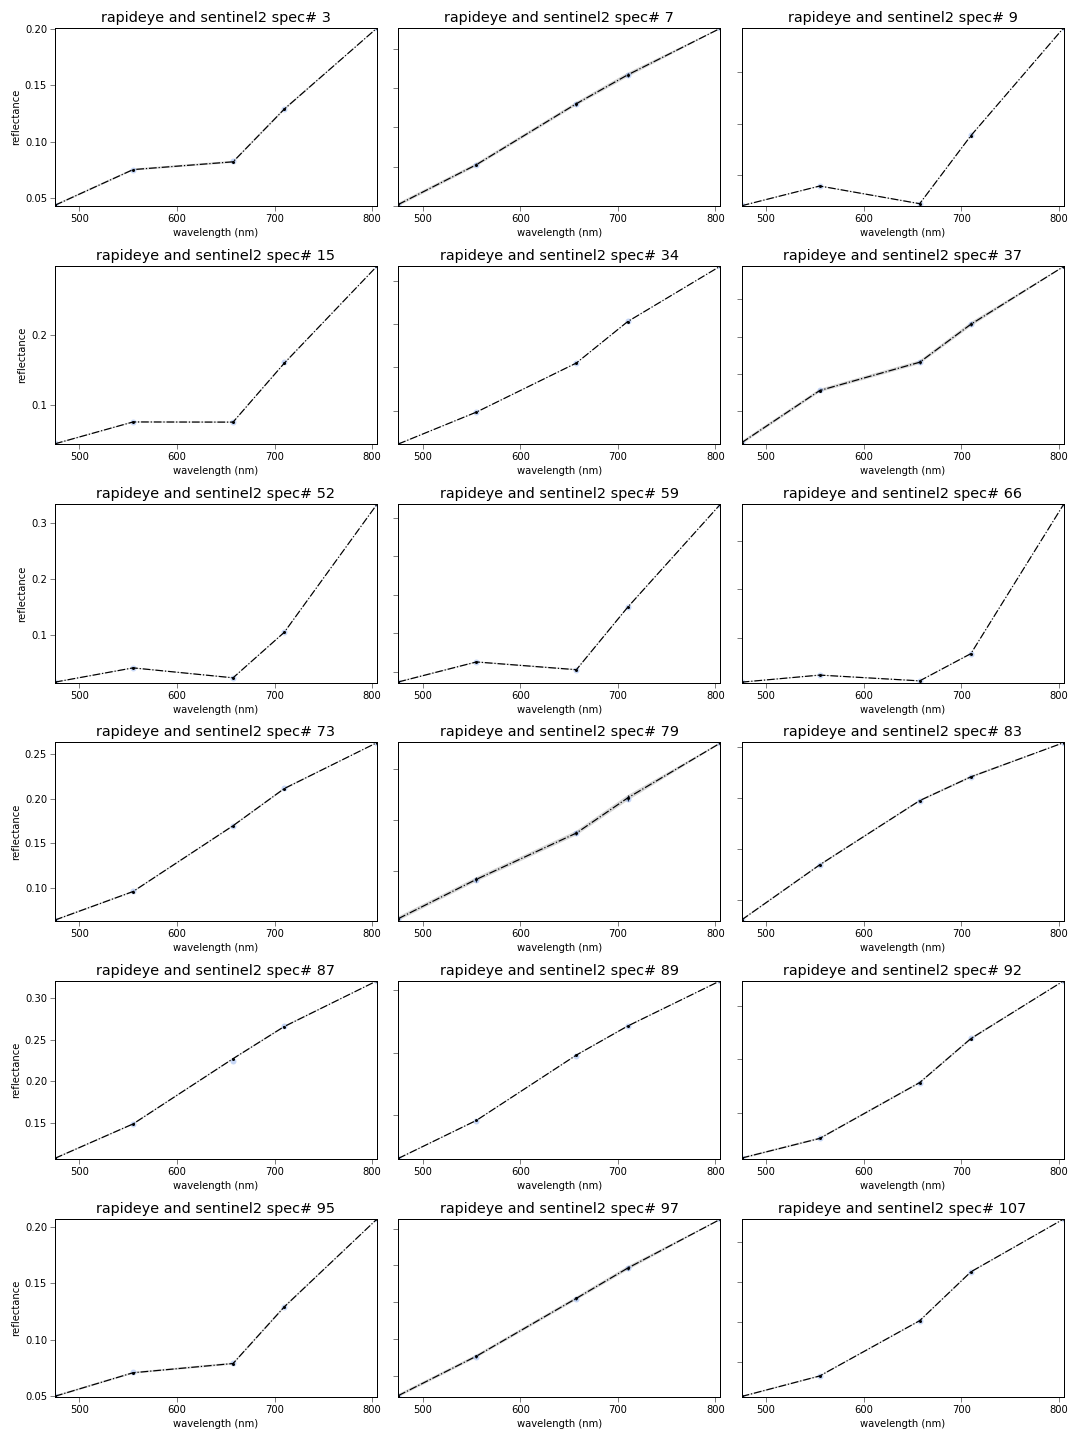 rapideye and sentinel2 spec# 3
rapideye and sentinel2 spec# 7
rapideye and sentinel2 spec# 9
0.20
0.15
0.10
0.05
reflectance
500 600 700 800
500 600 700 800
500 600 700 800
wavelength (nm)
wavelength (nm)
wavelength (nm)
rapideye and sentinel2 spec# 15
rapideye and sentinel2 spec# 34
rapideye and sentinel2 spec# 37
0.2
0.1
reflectance
500 600 700 800
500 600 700 800
500 600 700 800
wavelength (nm)
wavelength (nm)
wavelength (nm)
rapideye and sentinel2 spec# 52
rapideye and sentinel2 spec# 59
rapideye and sentinel2 spec# 66
0.3
0.2
0.1
reflectance
500 600 700 800
500 600 700 800
500 600 700 800
wavelength (nm)
wavelength (nm)
wavelength (nm)
rapideye and sentinel2 spec# 73
rapideye and sentinel2 spec# 79
rapideye and sentinel2 spec# 83
0.25
0.20
0.15
0.10
reflectance
500 600 700 800
500 600 700 800
500 600 700 800
wavelength (nm)
wavelength (nm)
wavelength (nm)
rapideye and sentinel2 spec# 87
rapideye and sentinel2 spec# 89
rapideye and sentinel2 spec# 92
0.30
0.25
0.20
0.15
reflectance
500 600 700 800
500 600 700 800
500 600 700 800
wavelength (nm)
wavelength (nm)
wavelength (nm)
rapideye and sentinel2 spec# 95
rapideye and sentinel2 spec# 97
rapideye and sentinel2 spec# 107
0.20
0.15
0.10
0.05
reflectance
500 600 700 800
500 600 700 800
500 600 700 800
wavelength (nm)
wavelength (nm)
wavelength (nm)